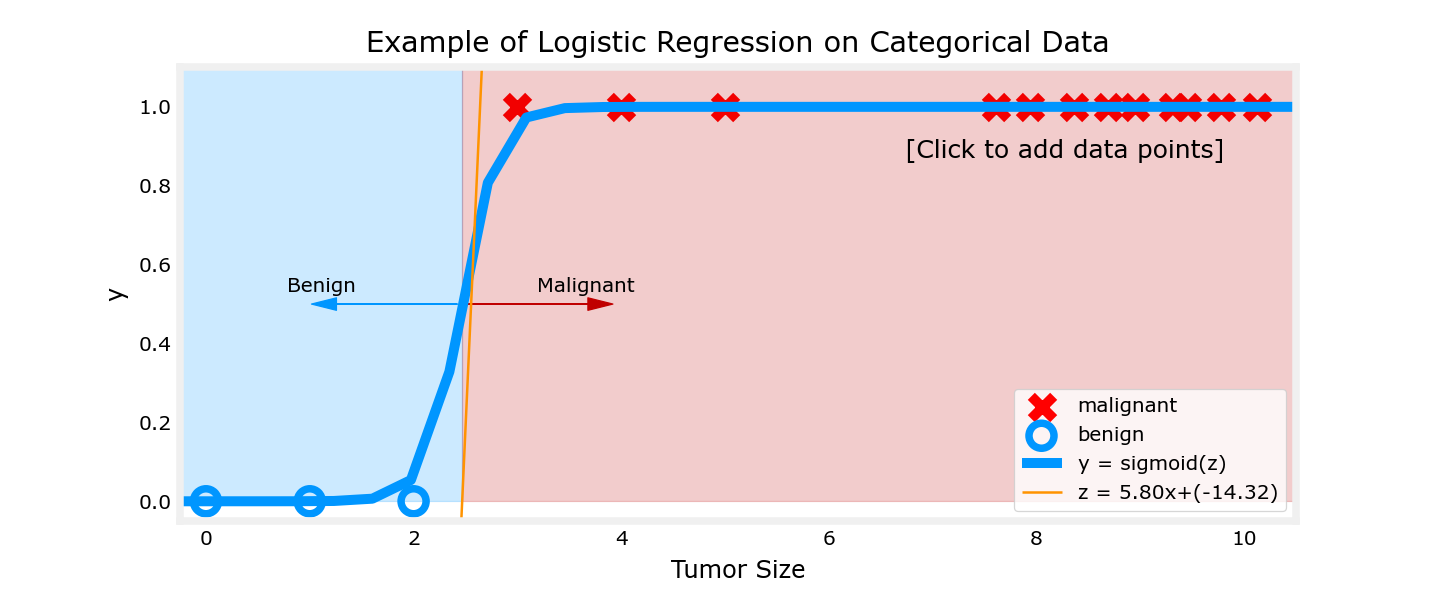 Example of Logistic Regression on Categorical Data
1.0
0.8
0.6
0.4
0.2
0.0
y
[Click to add data points]
Benign
Malignant
malignant
benign
y = sigmoid(z)
z = 5.80x+(-14.32)
0 2 4 6 8 10
Tumor Size